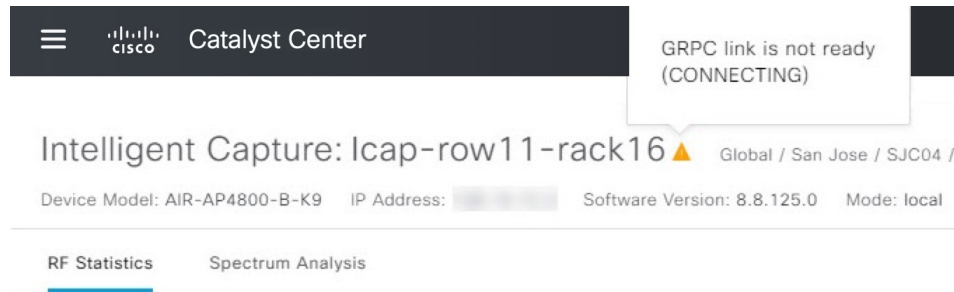 cisco Catalyst Center
GRPC link is not ready
(CONNECTING)
Intelligent Capture: Icap-row11-rack16 Global / San Jose / SJC04 /
Device Model: AIR-AP4800-B-K9 IP Address: Software Version: 8.8.125.0 Mode: local
RF Statistics Spectrum Analysis